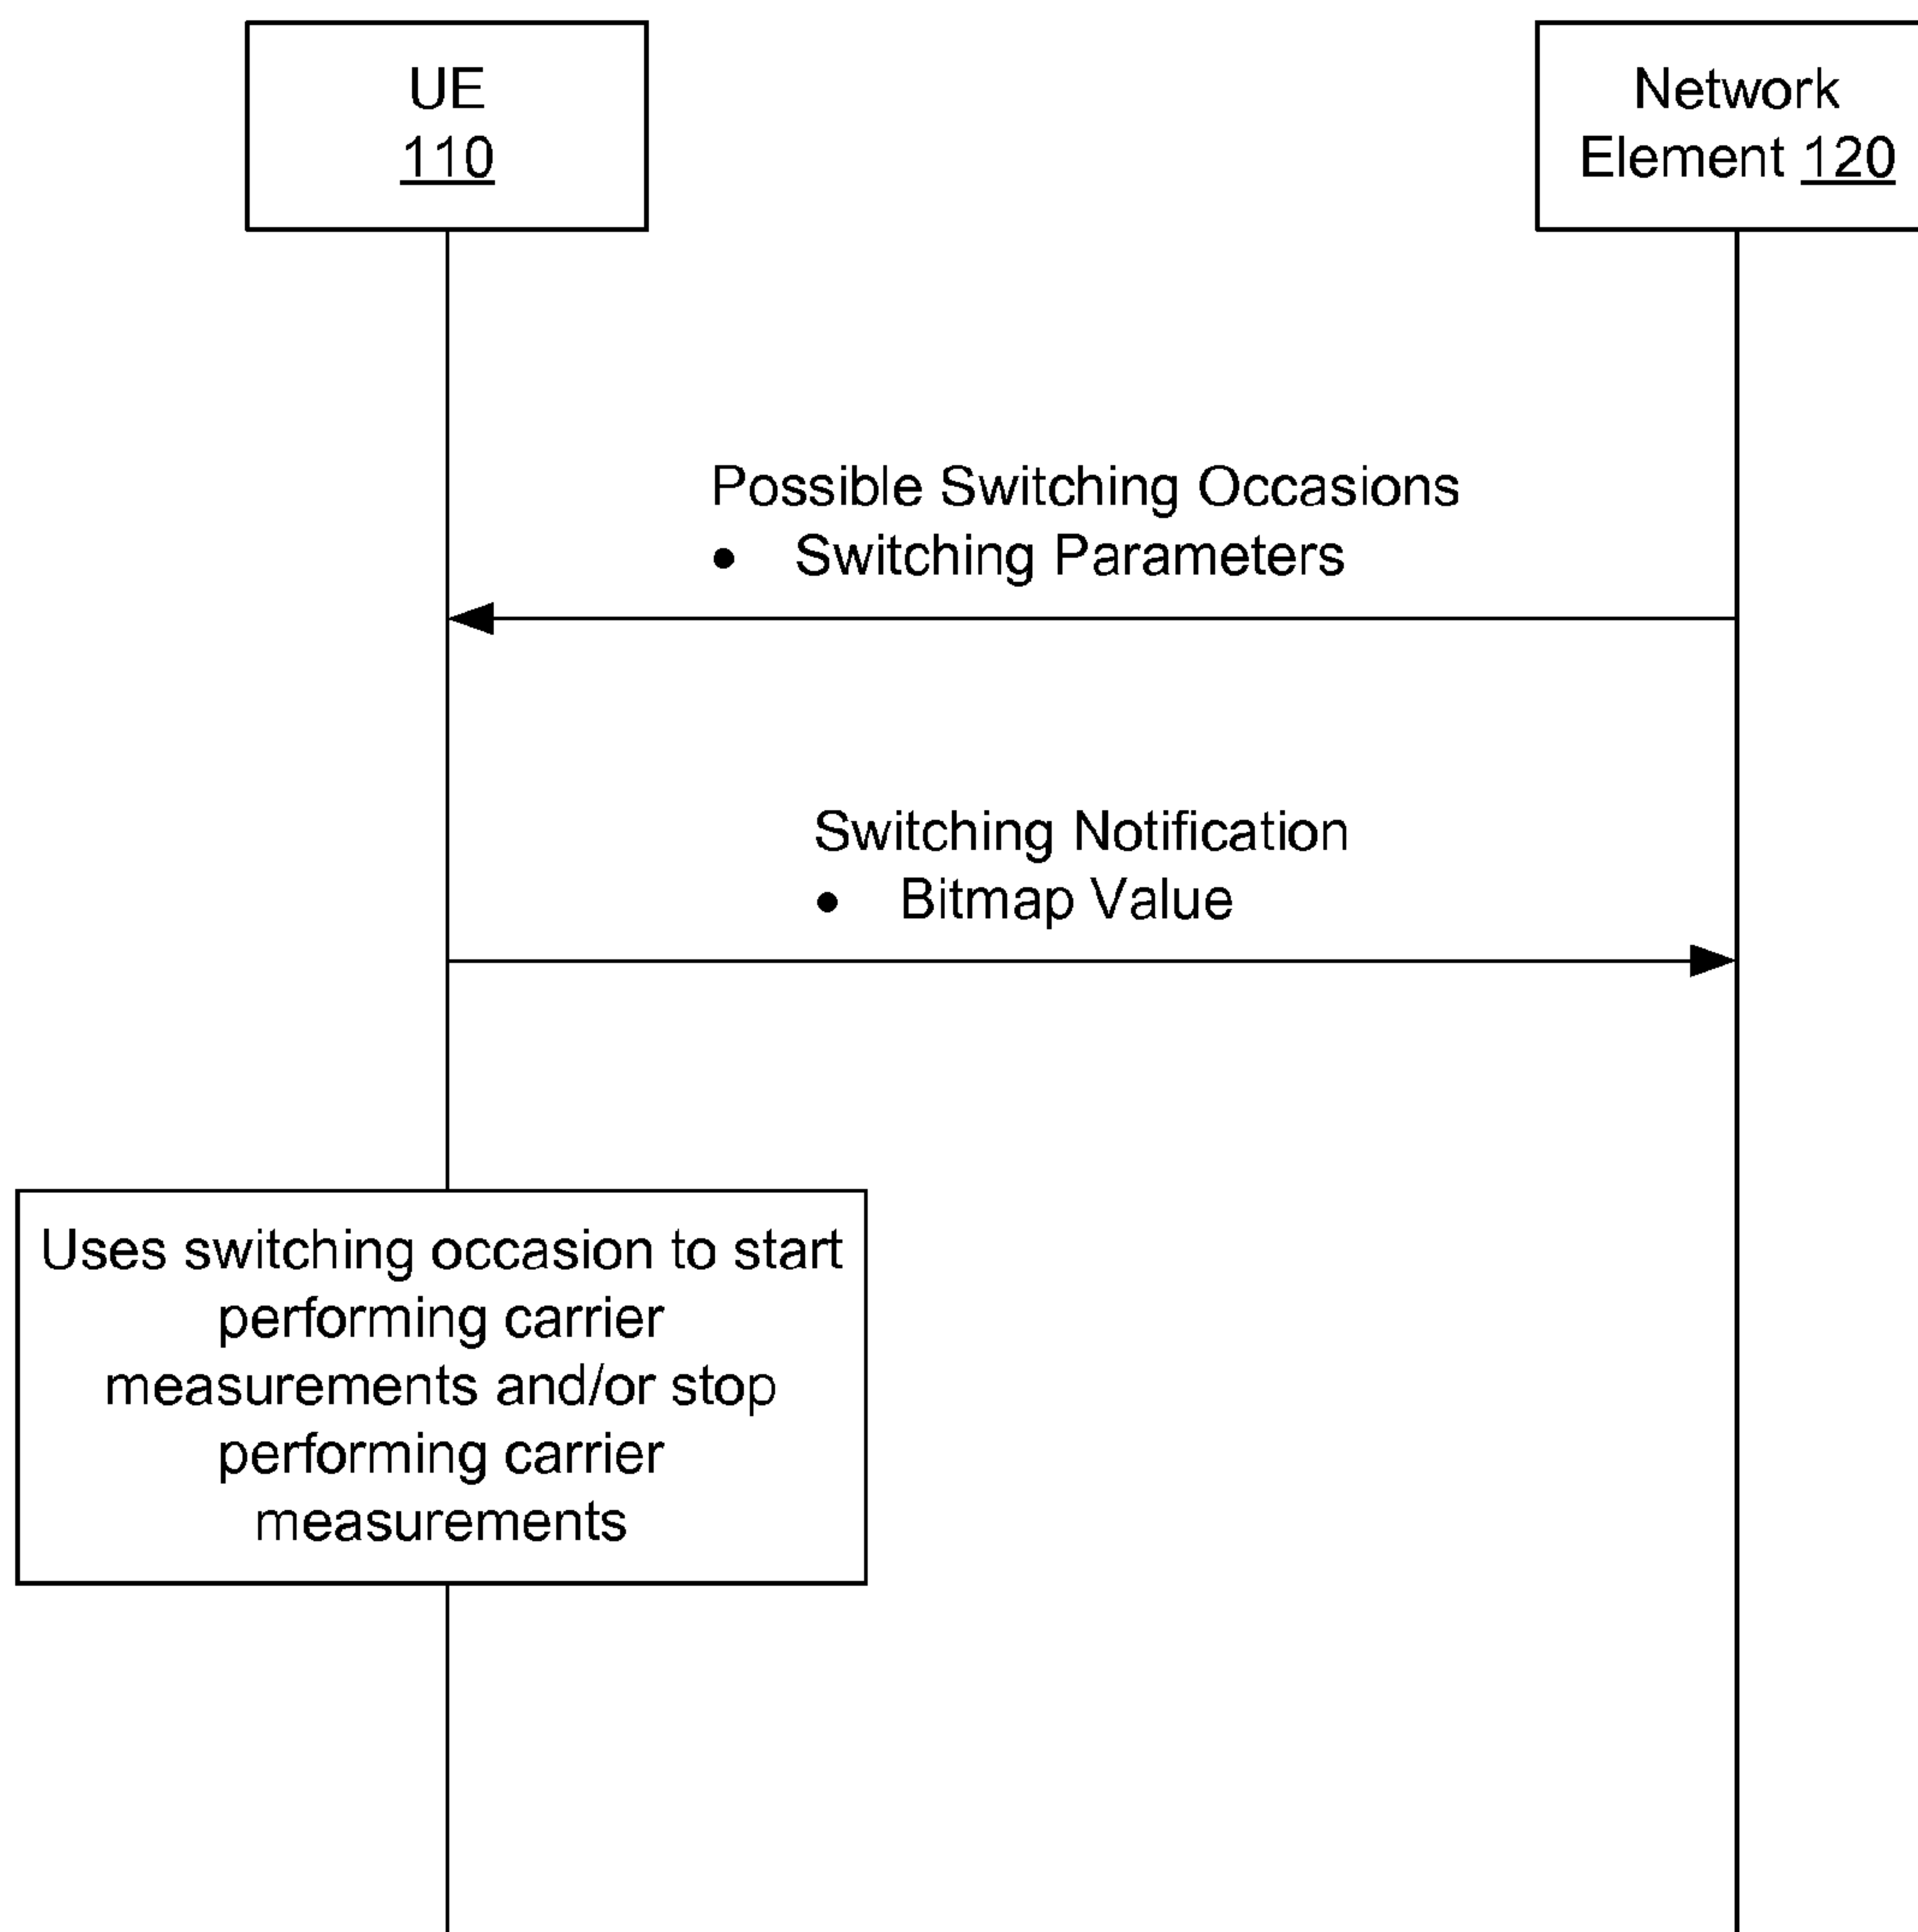 UE
110
Network
Element 120
Possible Switching Occasions
• Switching Parameters
Switching Notification
• Bitmap Value
Uses switching occasion to start
performing carrier
measurements and/or stop
performing carrier
measurements